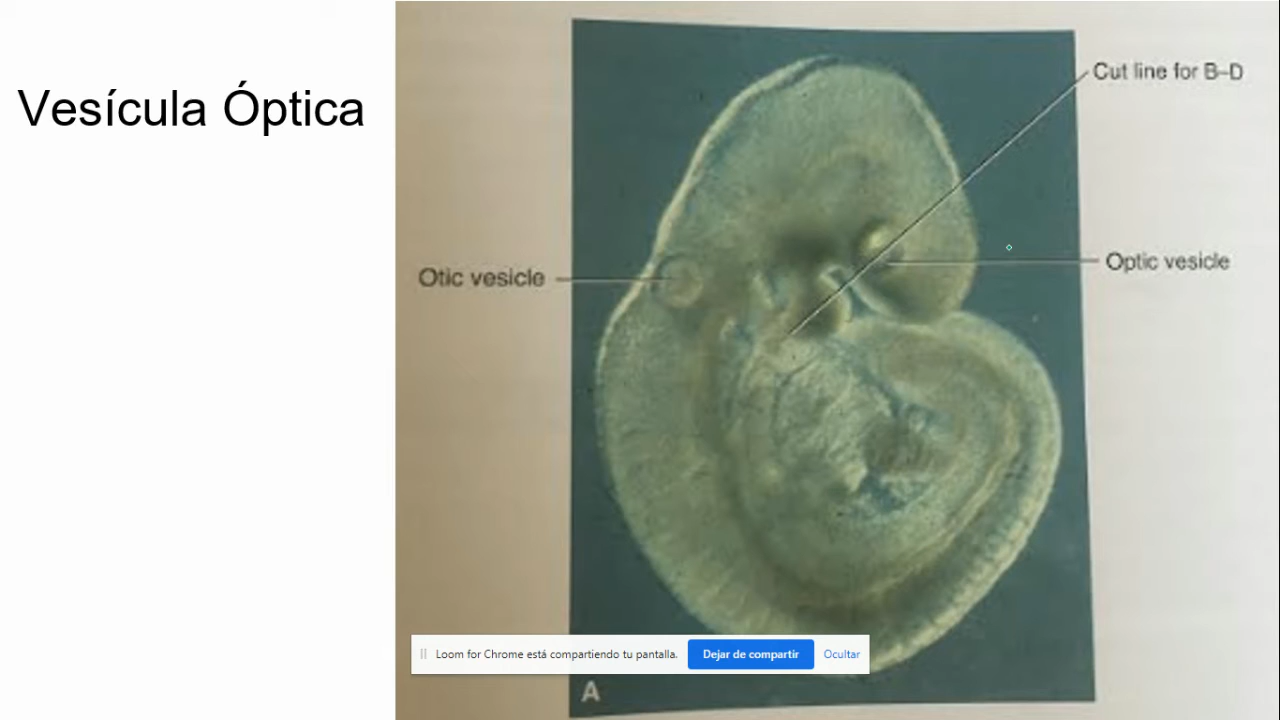 Vesícula Óptica
Cut line for B–D
Otic vesicle
Optic vesicle
Loom for Chrome está compartiendo tu pantalla.
Dejar de compartir
Ocultar
A